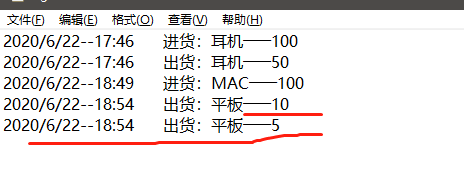 文件(F) 编辑(E) 格式(O) 查看(V) 帮助(H)
2020/6/22--17:46 进货：耳机——100
2020/6/22--17:46 出货：耳机——50
2020/6/22--18:49 进货：MAC——100
2020/6/22--18:54 出货：平板——10
2020/6/22--18:54 出货：平板——5